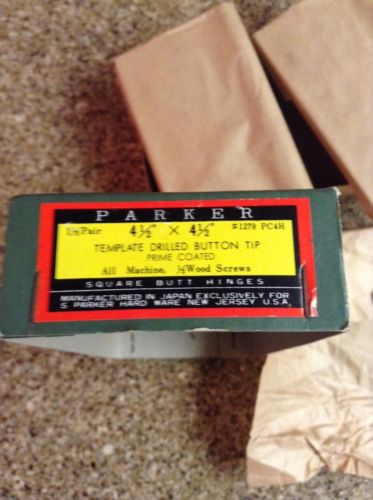 PARKER
1½ Pair 4½" × 4½" #1279 PC4H
TEMPLATE DRILLED BUTTON TIP
PRIME COATED
All Machine, ½ Wood Screws
SQUARE BUTT HINGES
MANUFACTURED IN JAPAN EXCLUSIVELY FOR
S. PARKER HARD WARE NEW JERSEY U.S.A.